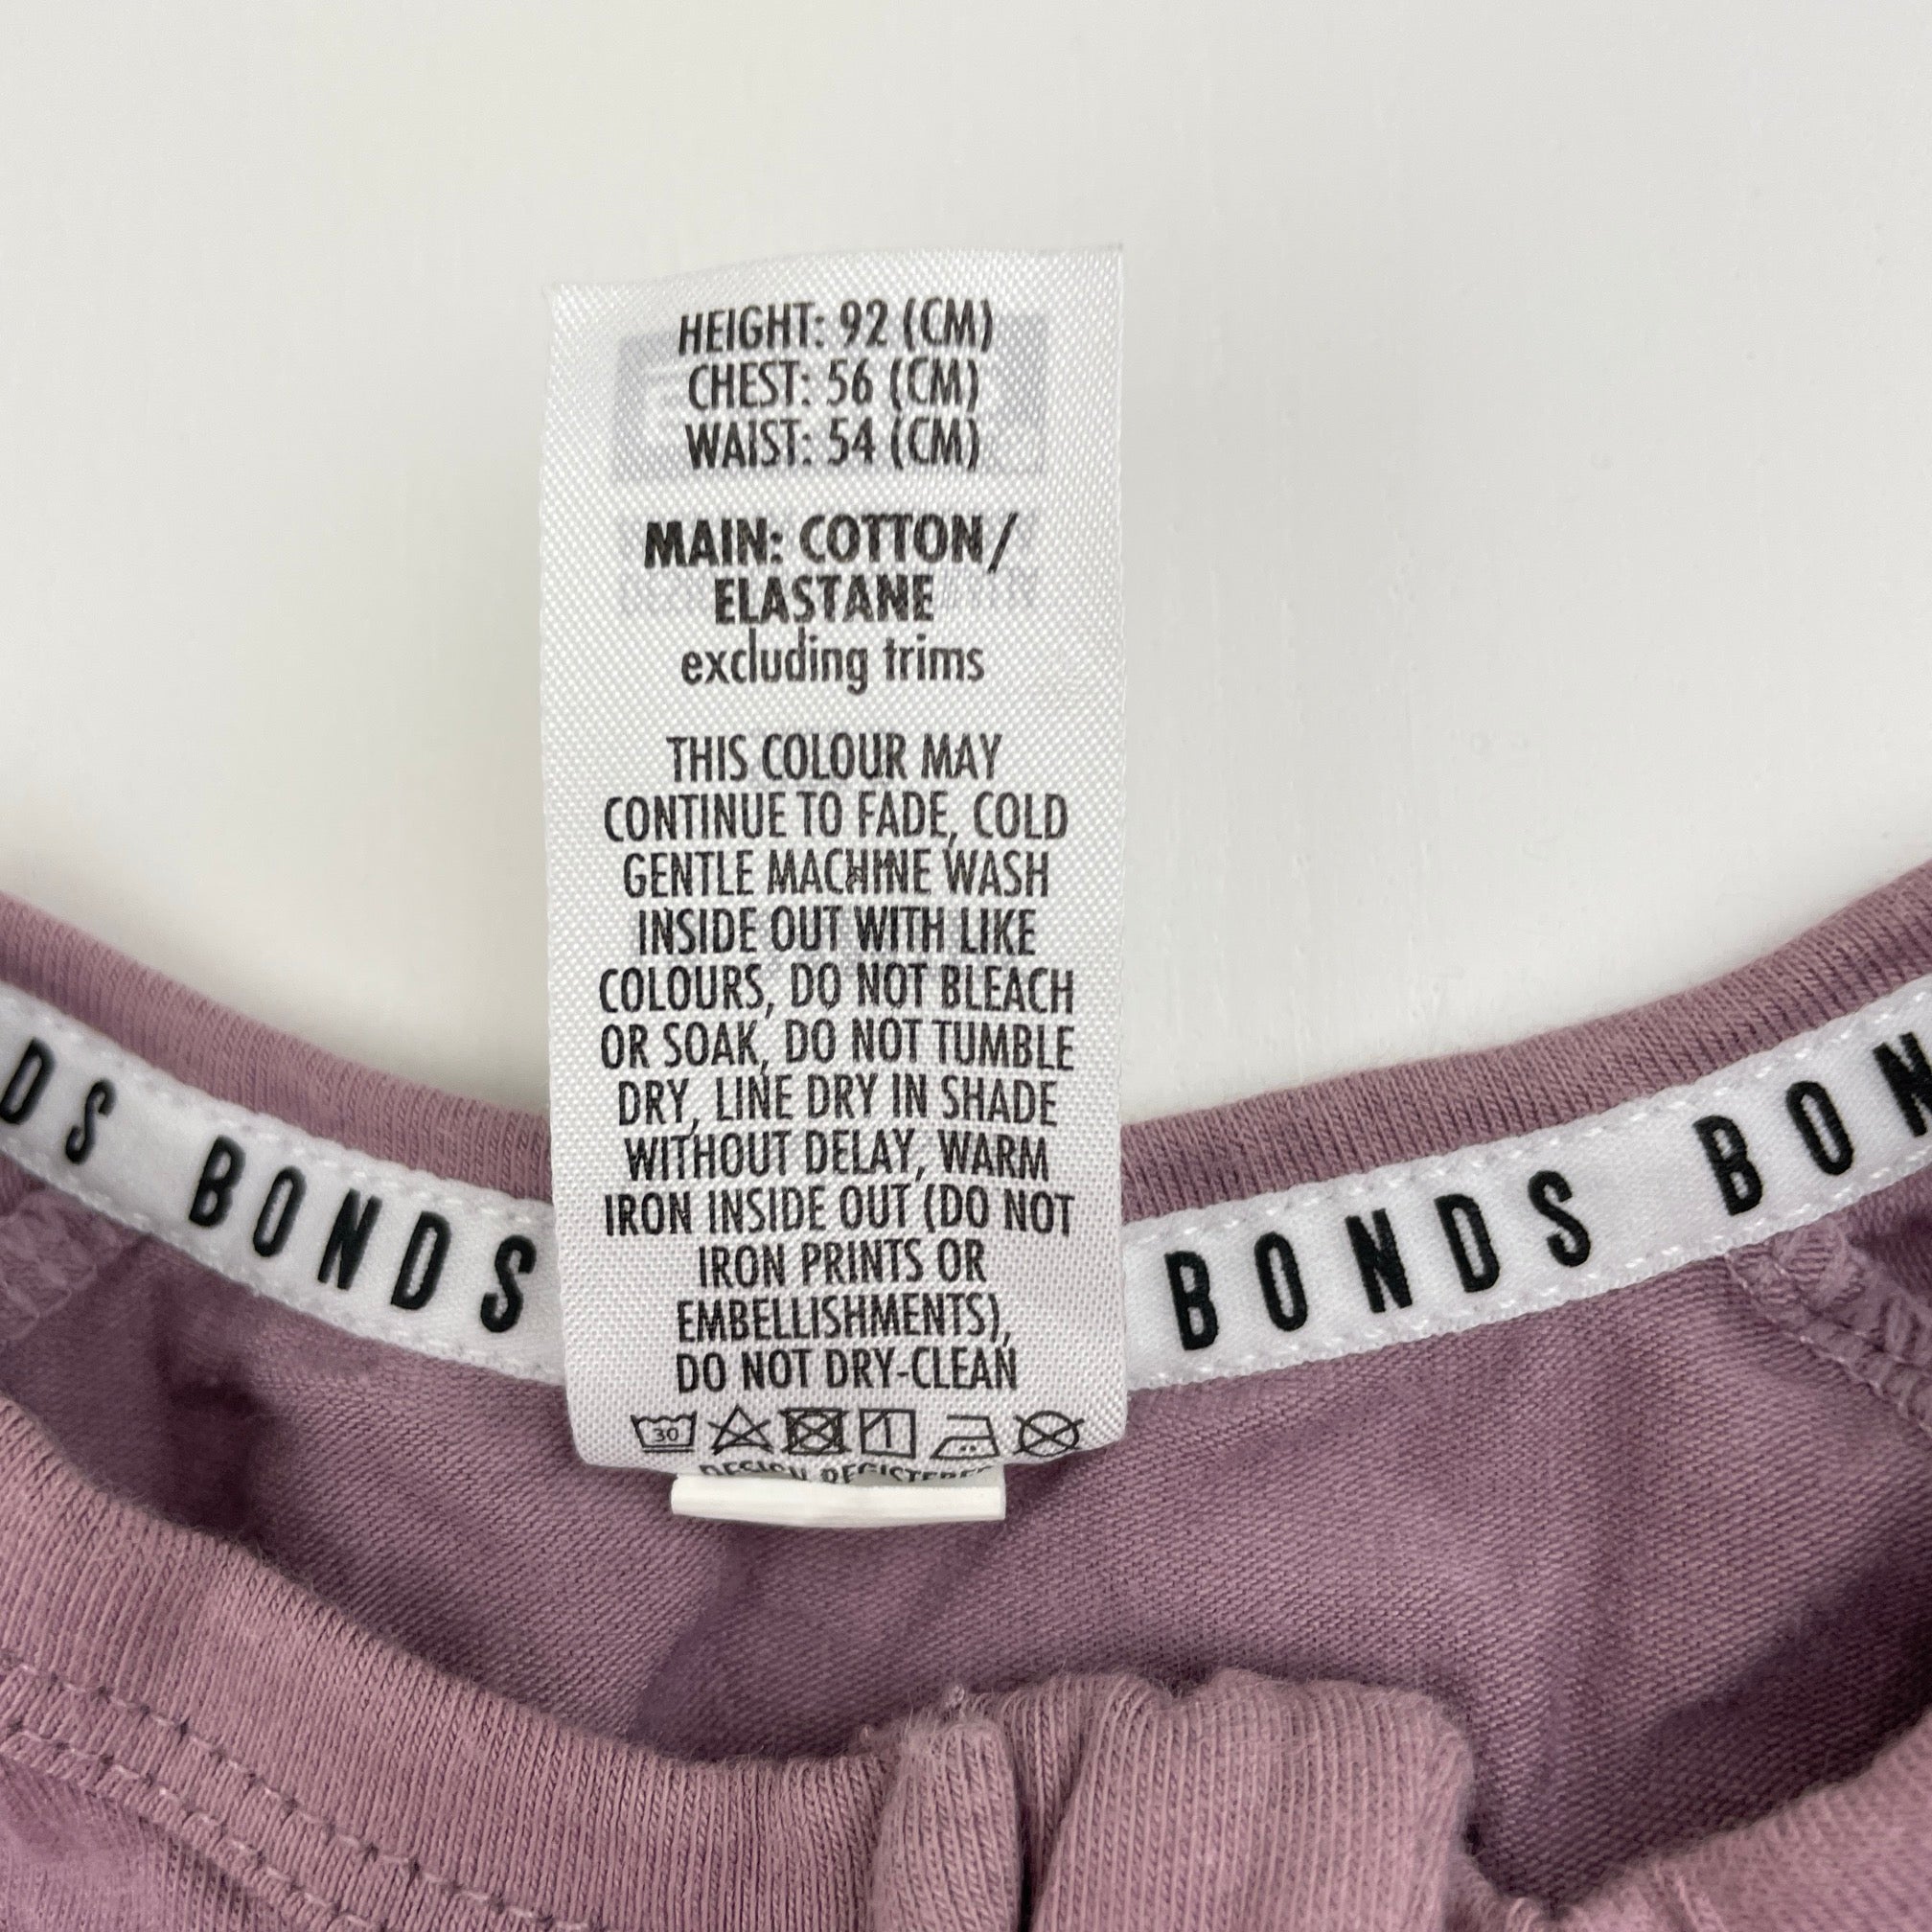 HEIGHT: 92 (CM)
CHEST: 56 (CM)
WAIST: 54 (CM)
MAIN: COTTON/
ELASTANE
excluding trims
THIS COLOUR MAY
CONTINUE TO FADE, COLD
GENTLE MACHINE WASH
INSIDE OUT WITH LIKE
COLOURS, DO NOT BLEACH
OR SOAK, DO NOT TUMBLE
DRY, LINE DRY IN SHADE
WITHOUT DELAY, WARM
IRON INSIDE OUT (DO NOT
IRON PRINTS OR
EMBELLISHMENTS),
DO NOT DRY-CLEAN
30
DESIGN REGISTERED
DS BONDS
BONDS BON